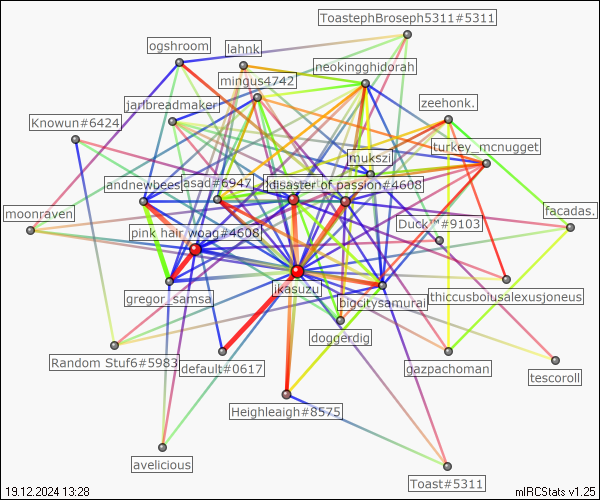 ToastephBroseph5311#5311
ogshroom
lahnk
neokingghidorah
mingus4742
jarlbreadmaker
zeehonk.
Knowun#6424
turkey_mcnugget
mukszi
andnewbees
asad#6947
disaster of passion#4608
moonraven
facadas.
Duck™#9103
pink hair woag#4608
ikasuzu
gregor_samsa
bigcitysamurai
thiccusbolusalexusjoneus
doggerdig
Random Stuf6#5983
default#0617
gazpachoman
tescoroll
Heighleaigh#8575
avelicious
Toast#5311
19.12.2024 13:28
mIRCStats v1.25